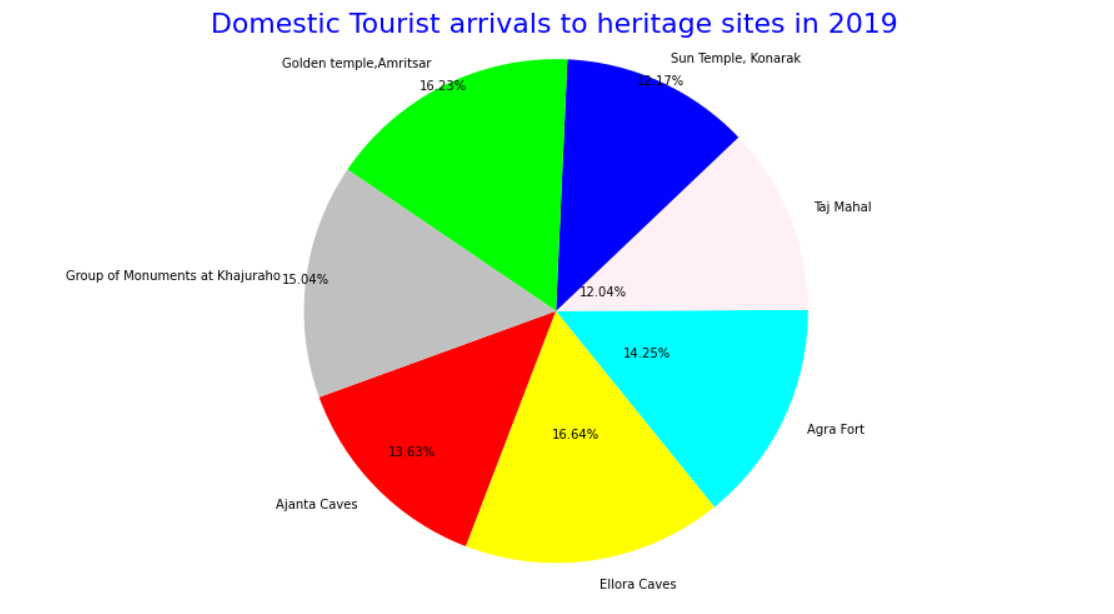 Domestic Tourist arrivals to heritage sites in 2019
Sun Temple, Konarak
12.17%
Golden temple,Amritsar
16.23%
Taj Mahal
12.04%
Group of Monuments at Khajuraho
15.04%
14.25%
Agra Fort
16.64%
13.63%
Ajanta Caves
Ellora Caves